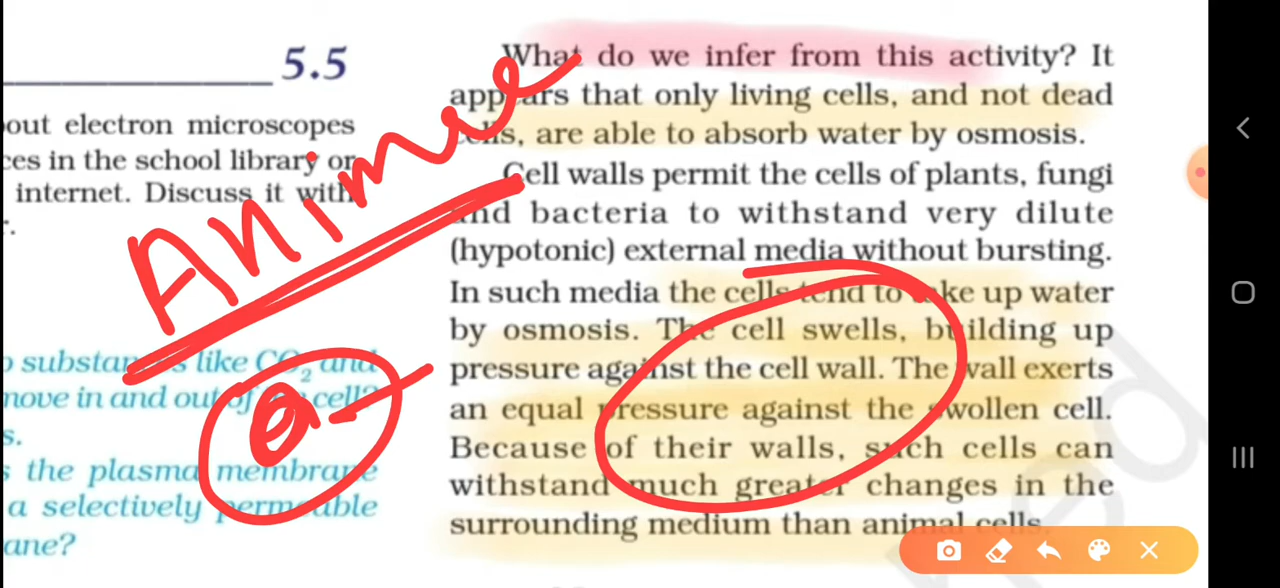 5.5
out electron microscopes
ces in the school library or
internet. Discuss it with
r.
o substances like CO₂ and
move in and out of the cell?
s.
s the plasma membrane
a selectively permeable
ane?
What do we infer from this activity? It
appears that only living cells, and not dead
cells, are able to absorb water by osmosis.
Cell walls permit the cells of plants, fungi
and bacteria to withstand very dilute
(hypotonic) external media without bursting.
In such media the cells tend to take up water
by osmosis. The cell swells, building up
pressure against the cell wall. The wall exerts
an equal pressure against the swollen cell.
Because of their walls, such cells can
withstand much greater changes in the
surrounding medium than animal cells.
Anime